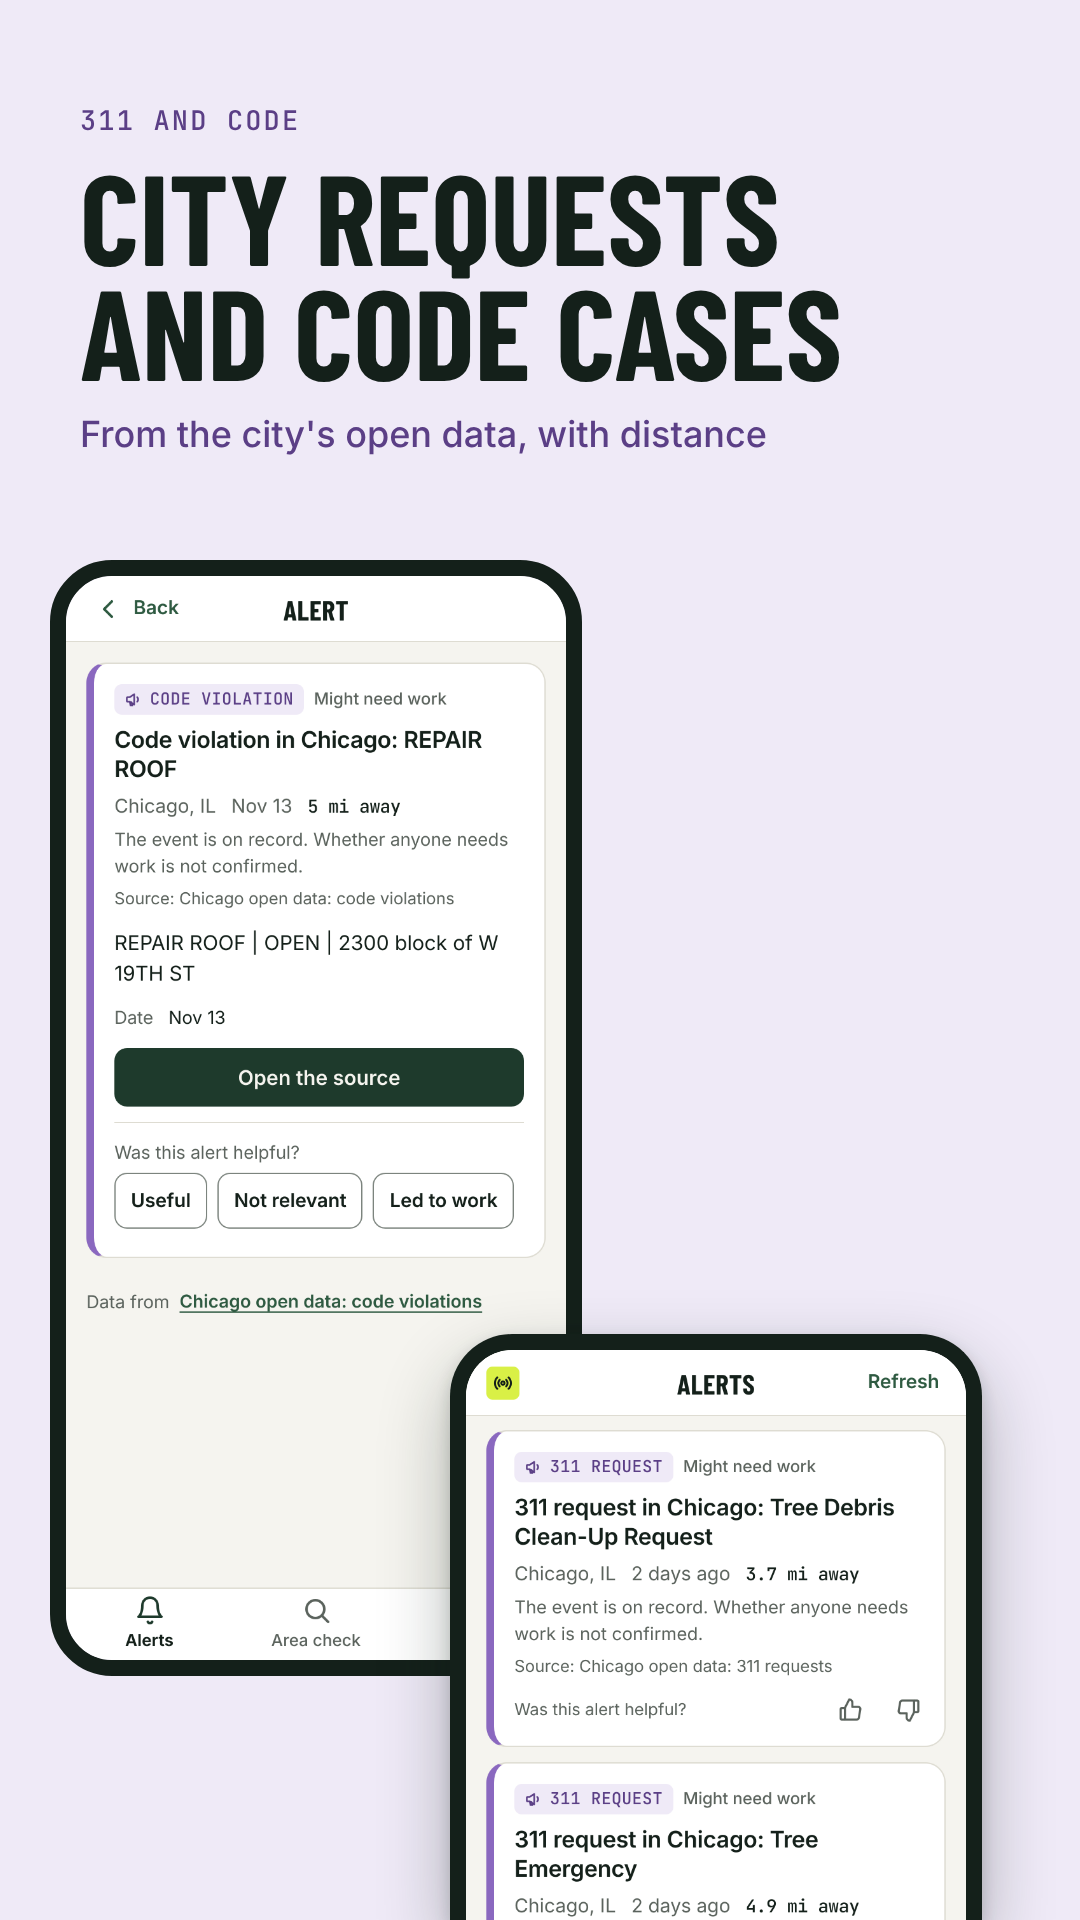 311 AND CODE
CITY REQUESTS
AND CODE CASES
From the city's open data, with distance
Back
ALERT
CODE VIOLATION Might need work
Code violation in Chicago: REPAIR
ROOF
Chicago, IL Nov 13 5 mi away
The event is on record. Whether anyone needs
work is not confirmed.
Source: Chicago open data: code violations
REPAIR ROOF | OPEN | 2300 block of W
19TH ST
Date Nov 13
Open the source
Was this alert helpful?
Useful
Not relevant
Led to work
Data from Chicago open data: code violations
Alerts
Area check
ALERTS
Refresh
311 REQUEST Might need work
311 request in Chicago: Tree Debris
Clean-Up Request
Chicago, IL 2 days ago 3.7 mi away
The event is on record. Whether anyone needs
work is not confirmed.
Source: Chicago open data: 311 requests
Was this alert helpful?
311 REQUEST Might need work
311 request in Chicago: Tree
Emergency
Chicago, IL 2 days ago 4.9 mi away